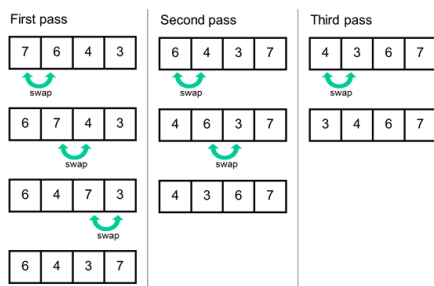 First pass
7 6 4 3
swap
6 7 4 3
swap
6 4 7 3
swap
6 4 3 7
Second pass
6 4 3 7
swap
4 6 3 7
swap
4 3 6 7
Third pass
4 3 6 7
swap
3 4 6 7